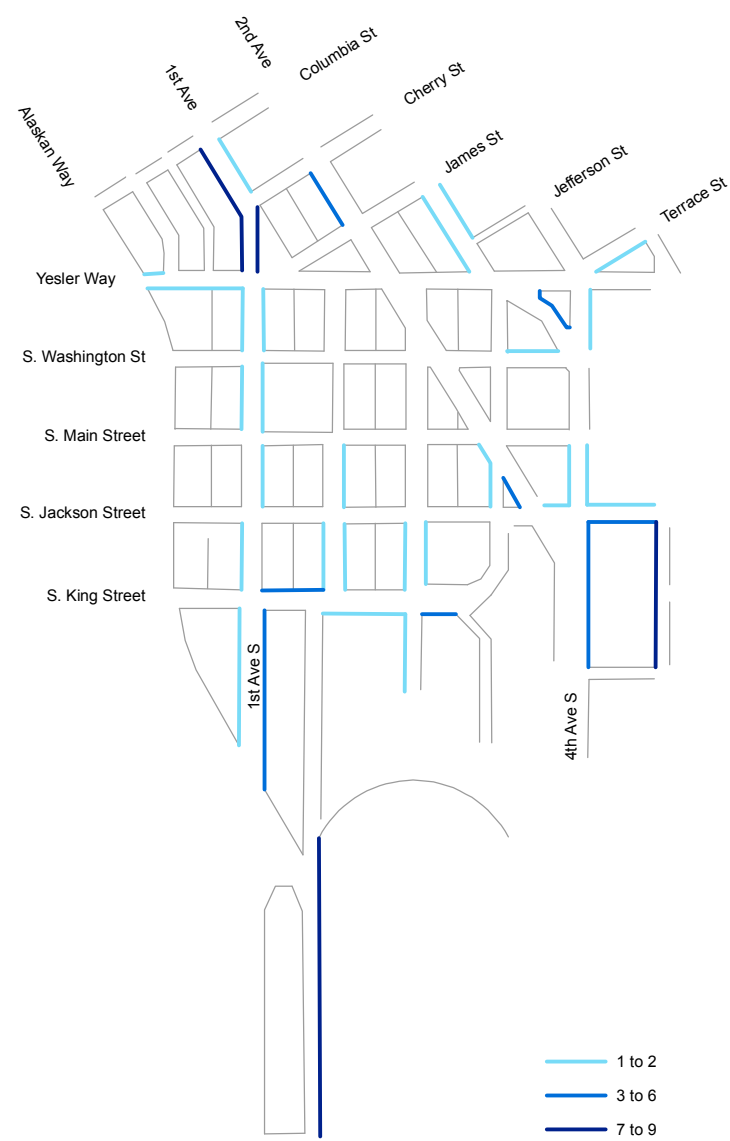 2nd Ave
Columbia St
1st Ave
Cherry St
Alaskan Way
James St
Jefferson St
Terrace St
Yesler Way
S. Washington St
S. Main Street
S. Jackson Street
S. King Street
1st Ave S
4th Ave S
1 to 2
3 to 6
7 to 9